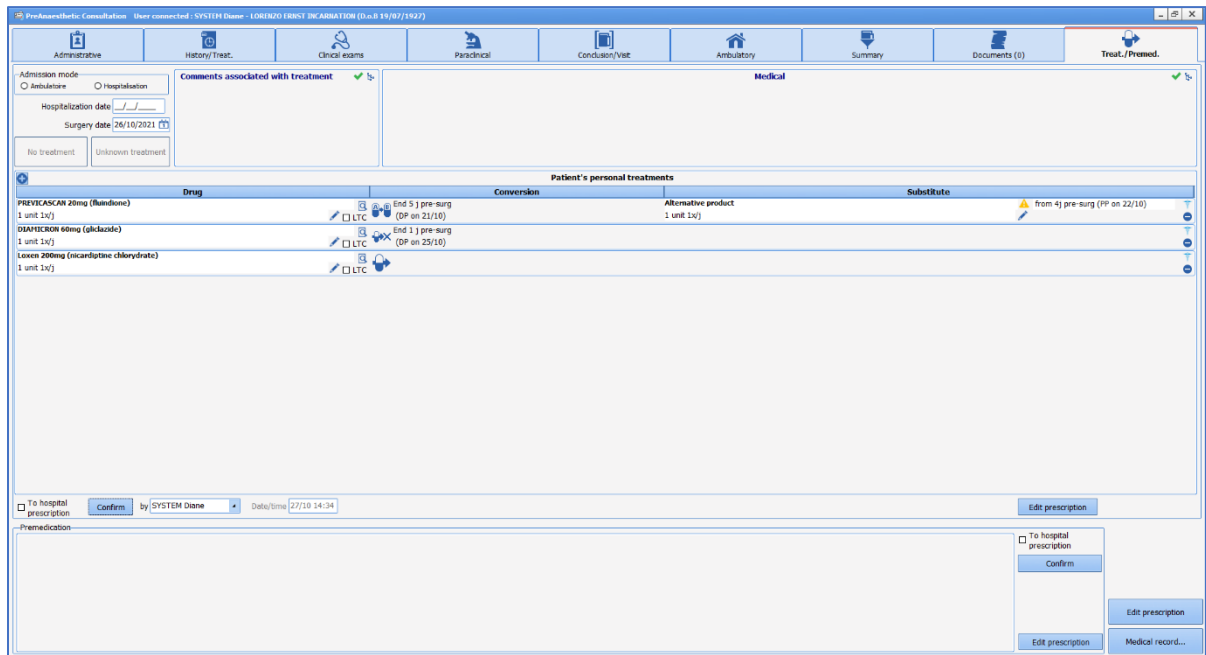 PreAnaesthetic Consultation User connected : SYSTEM Diane - LORENZO ERNST INCARNATION (D.o.B 19/07/1927)
Administrative
History/Treat.
Clinical exams
Paraclinical
Conclusion/Visit
Ambulatory
Summary
Documents (0)
Treat./Premed.
Admission mode
Ambulatoire Hospitalisation
Hospitalization date __/__/____
Surgery date 26/10/2021
No treatment Unknown treatment
Comments associated with treatment
Medical
Patient's personal treatments
Drug Conversion Substitute
PREVICASCAN 20mg (fluindione)
1 unit 1x/j LTC
End 5 j pre-surg
(DP on 21/10)
Alternative product
1 unit 1x/j
from 4j pre-surg (PP on 22/10)
DIAMICRON 60mg (gliclazide)
1 unit 1x/j LTC
End 1 j pre-surg
(DP on 25/10)
Loxen 200mg (nicardiptine chlorydrate)
1 unit 1x/j LTC
To hospital
prescription
Confirm by SYSTEM Diane Date/time 27/10 14:34
Edit prescription
Premedication
To hospital
prescription
Confirm
Edit prescription
Edit prescription
Medical record...